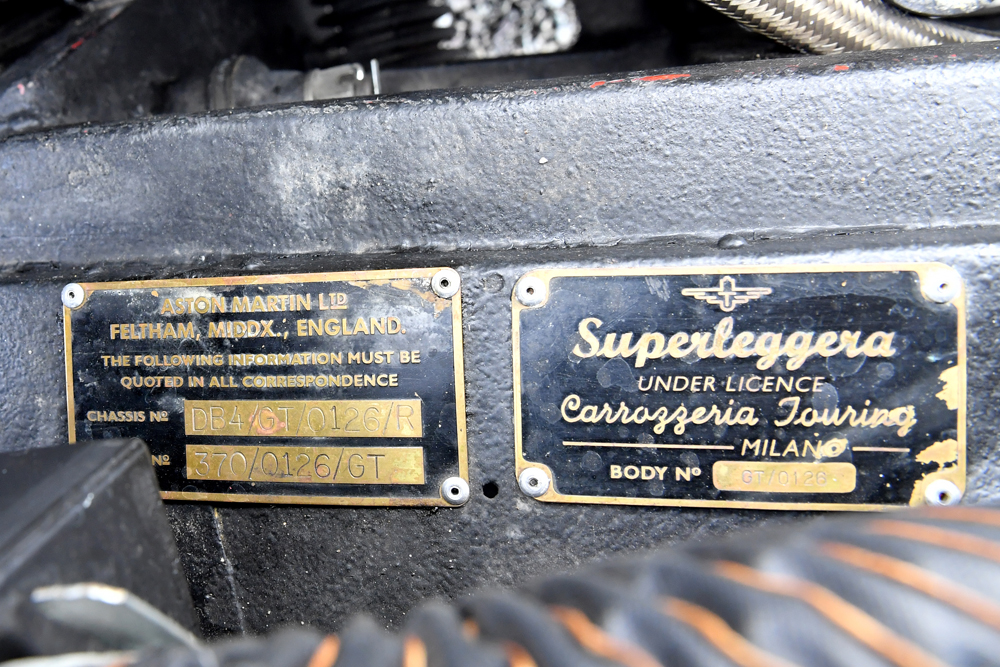 ASTON MARTIN LTD
FELTHAM, MIDDX., ENGLAND.
THE FOLLOWING INFORMATION MUST BE
QUOTED IN ALL CORRESPONDENCE
CHASSIS No DB4/GT/0126/R
No 370/0126/GT
Superleggera
UNDER LICENCE
Carrozzeria Touring
MILANO
BODY No GT/0126